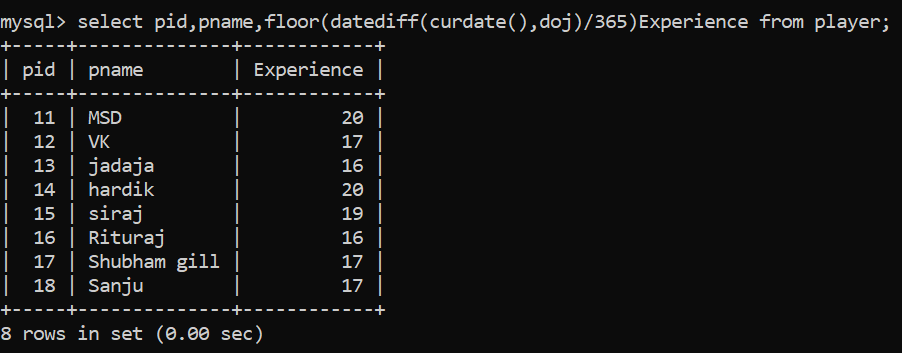 mysql> select pid,pname,floor(datediff(curdate(),doj)/365)Experience from player;
+-----+--------------+------------+
| pid | pname        | Experience |
+-----+--------------+------------+
|  11 | MSD          |         20 |
|  12 | VK           |         17 |
|  13 | jadaja       |         16 |
|  14 | hardik       |         20 |
|  15 | siraj        |         19 |
|  16 | Rituraj      |         16 |
|  17 | Shubham gill |         17 |
|  18 | Sanju        |         17 |
+-----+--------------+------------+
8 rows in set (0.00 sec)